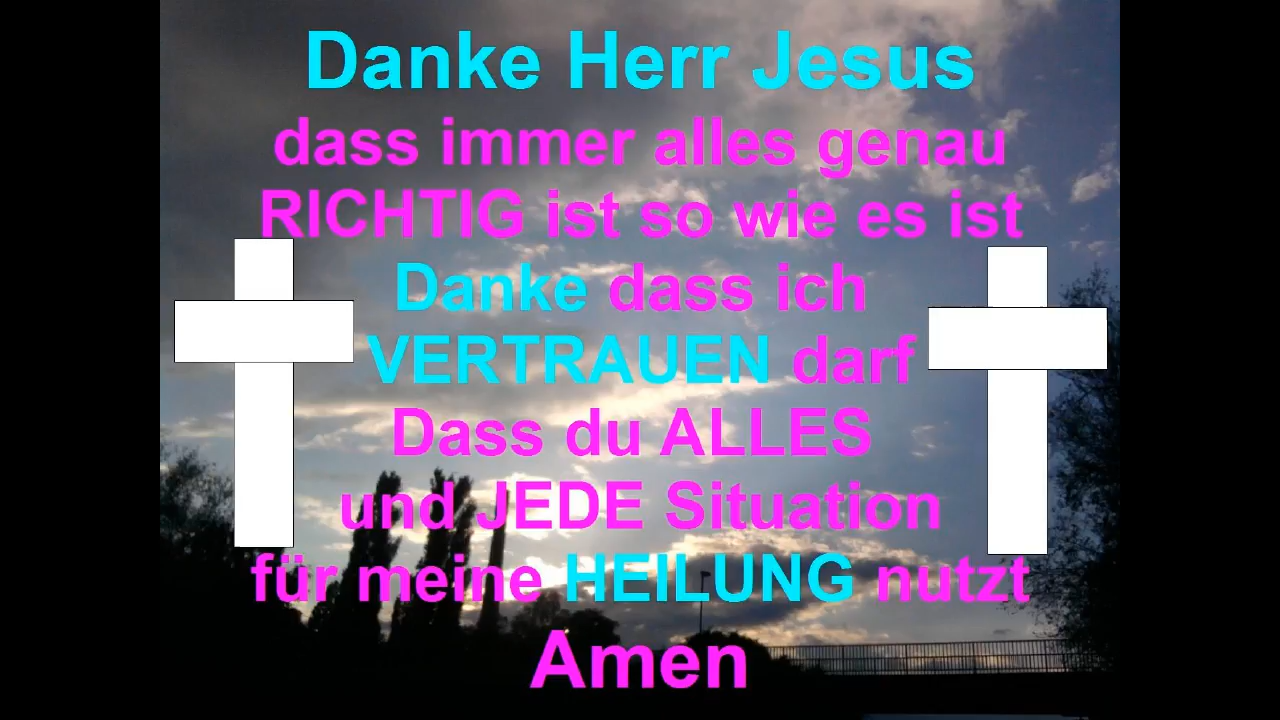 Danke Herr Jesus
dass immer alles genau
RICHTIG ist so wie es ist
Danke dass ich
VERTRAUEN darf
Dass du ALLES
und JEDE Situation
für meine HEILUNG nutzt
Amen